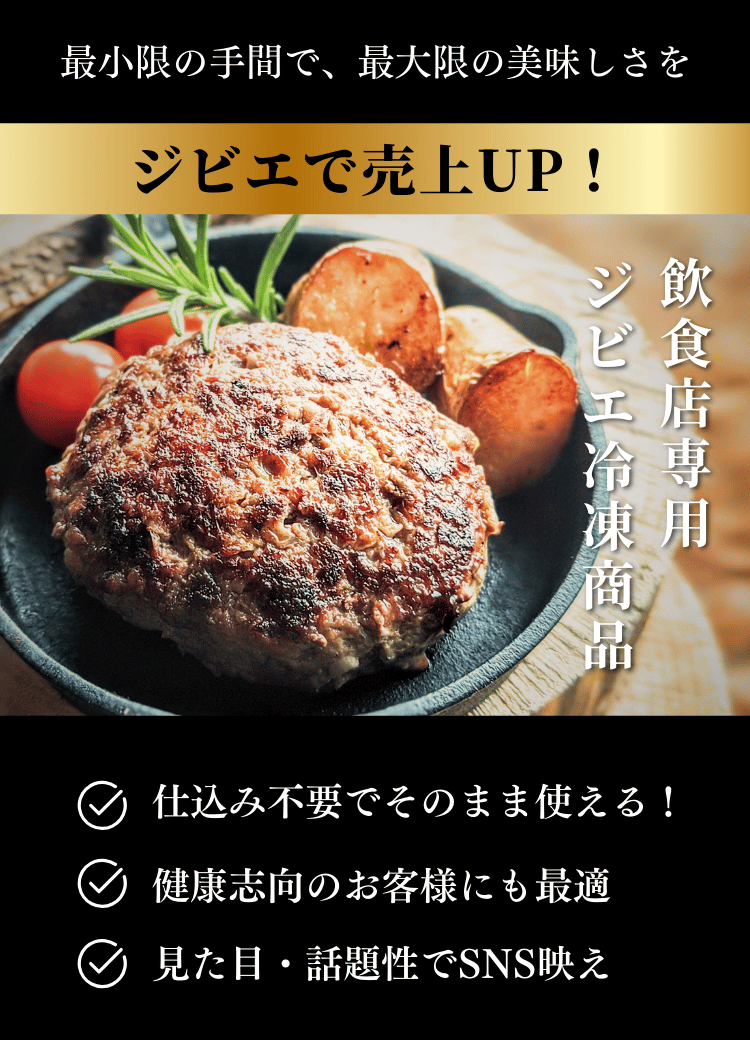 最小限の手間で、最大限の美味しさを
ジビエで売上UP！
飲食店専用
ジビエ冷凍商品
仕込み不要でそのまま使える！
健康志向のお客様にも最適
見た目・話題性でSNS映え